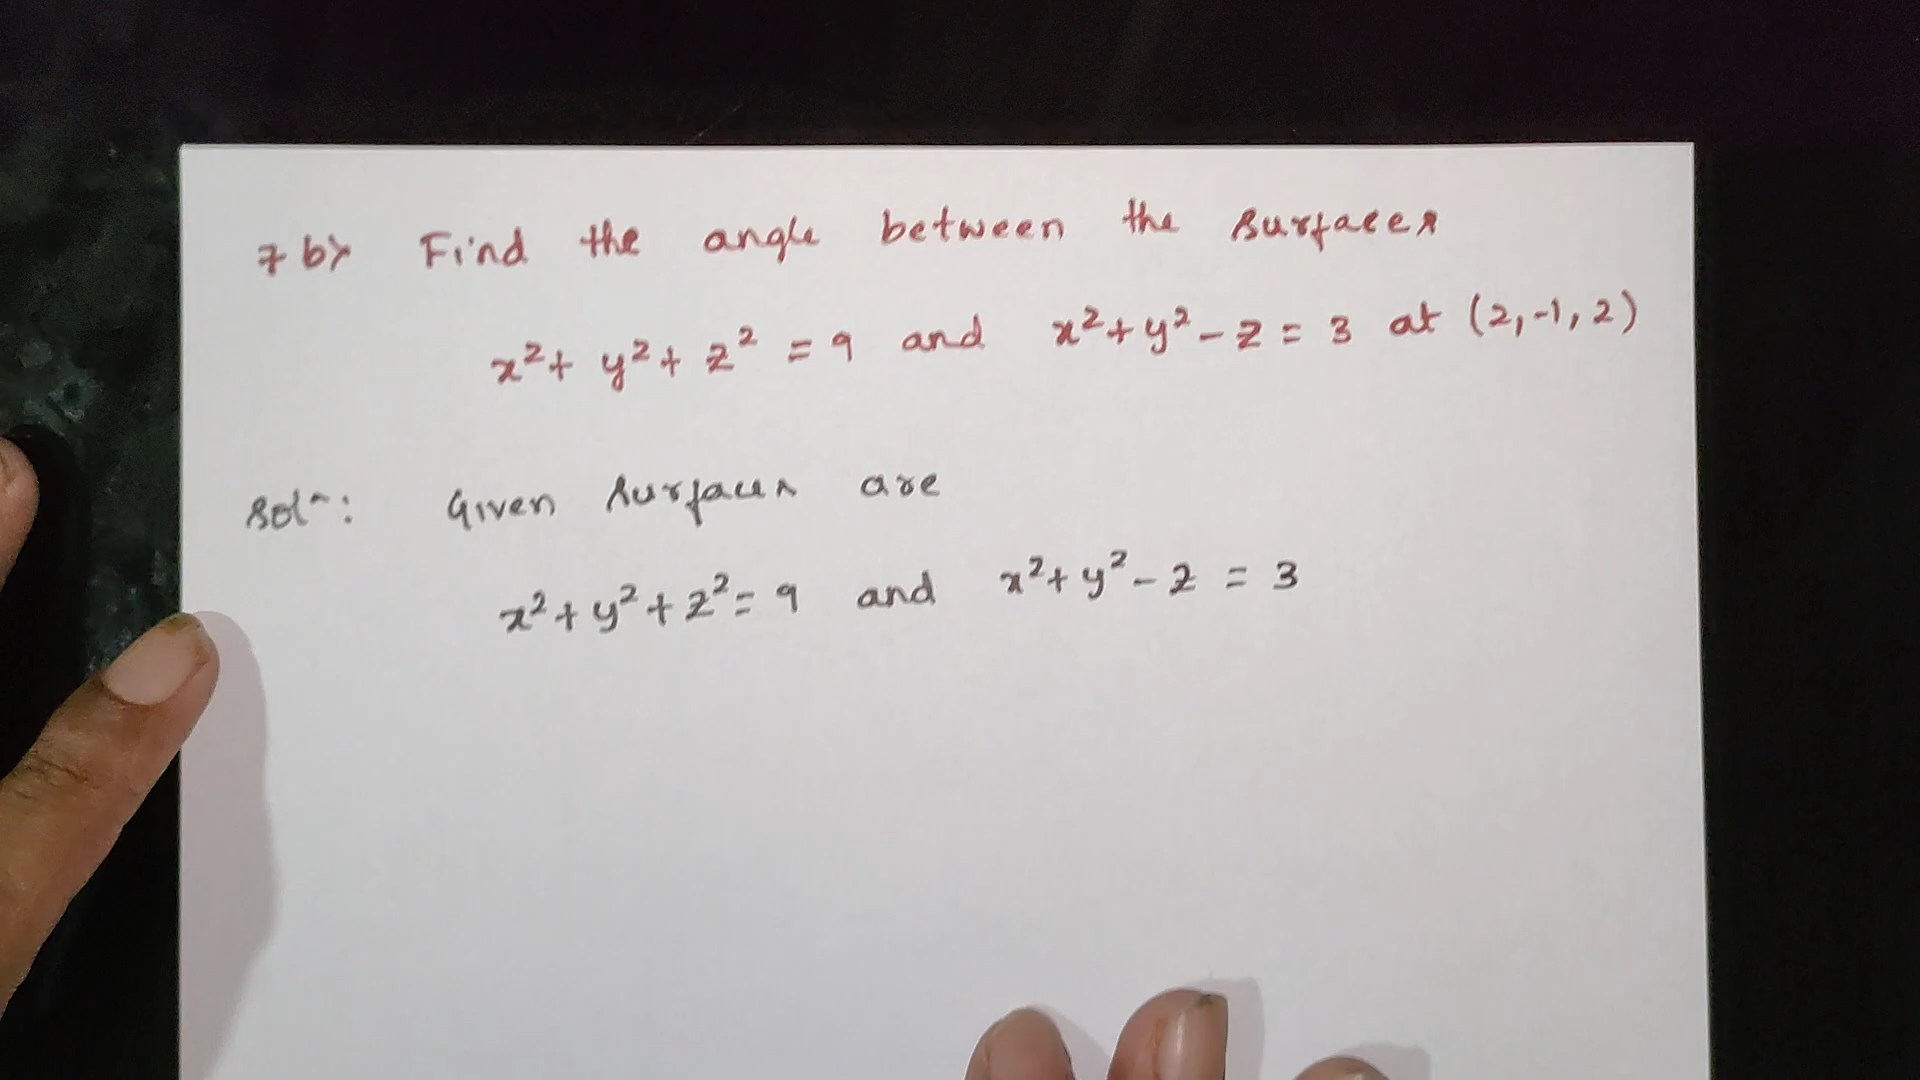 7 b) Find the angle between the surfaces
x² + y² + z² = 9 and x² + y² - z = 3 at (2, -1, 2)
Solⁿ: Given surfaces are
x² + y² + z² = 9 and x² + y² - z = 3